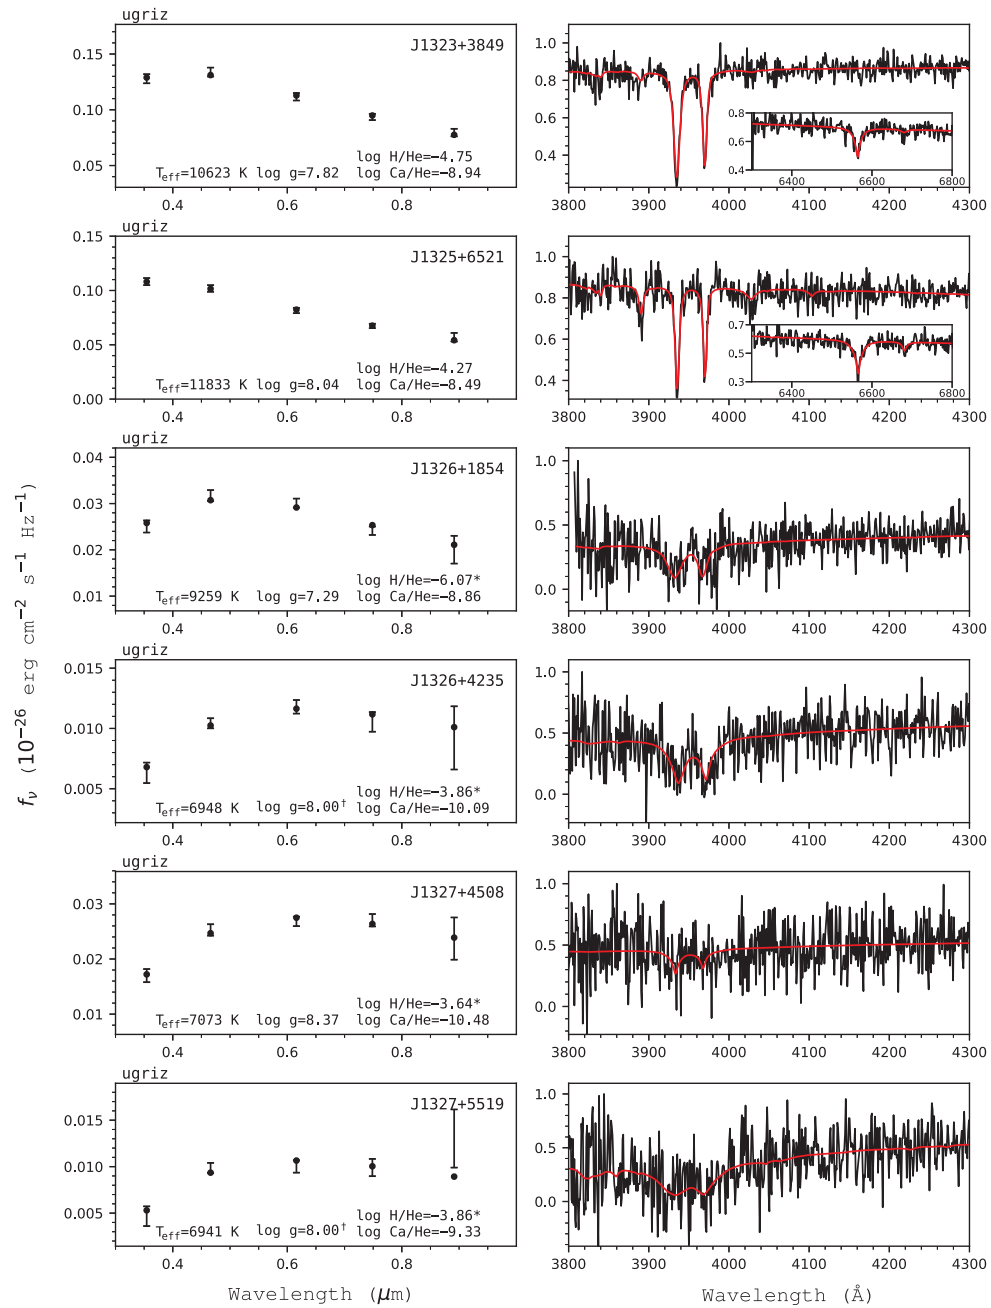 ugriz
J1323+3849
0.15
0.10
0.05
log H/He=−4.75
T_eff=10623 K log g=7.82 log Ca/He=−8.94
0.4 0.6 0.8
1.0
0.8
0.6
0.4
0.8
0.6
0.4
6400 6600 6800
3800 3900 4000 4100 4200 4300
ugriz
J1325+6521
0.15
0.10
0.05
0.00
log H/He=−4.27
T_eff=11833 K log g=8.04 log Ca/He=−8.49
0.4 0.6 0.8
1.0
0.8
0.6
0.4
0.7
0.5
0.3
6400 6600 6800
3800 3900 4000 4100 4200 4300
ugriz
J1326+1854
0.04
0.03
0.02
0.01
log H/He=−6.07*
T_eff=9259 K log g=7.29 log Ca/He=−8.86
0.4 0.6 0.8
1.0
0.5
0.0
3800 3900 4000 4100 4200 4300
f_ν (10⁻²⁶ erg cm⁻² s⁻¹ Hz⁻¹)
ugriz
J1326+4235
0.015
0.010
0.005
log H/He=−3.86*
T_eff=6948 K log g=8.00† log Ca/He=−10.09
0.4 0.6 0.8
1.0
0.5
0.0
3800 3900 4000 4100 4200 4300
ugriz
J1327+4508
0.03
0.02
0.01
log H/He=−3.64*
T_eff=7073 K log g=8.37 log Ca/He=−10.48
0.4 0.6 0.8
1.0
0.5
0.0
3800 3900 4000 4100 4200 4300
ugriz
J1327+5519
0.015
0.010
0.005
log H/He=−3.86*
T_eff=6941 K log g=8.00† log Ca/He=−9.33
0.4 0.6 0.8
1.0
0.5
0.0
3800 3900 4000 4100 4200 4300
Wavelength (μm)
Wavelength (Å)